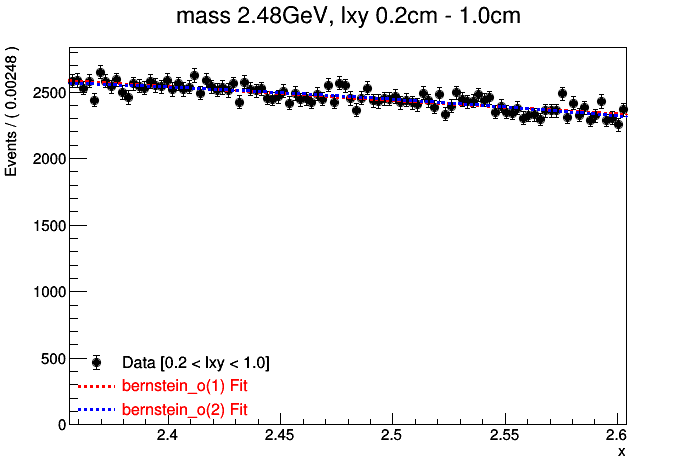 mass 2.48GeV, lxy 0.2cm - 1.0cm
Events / ( 0.00248 )
2500
2000
1500
1000
500
0
Data [0.2 < lxy < 1.0]
bernstein_o(1) Fit
bernstein_o(2) Fit
2.4 2.45 2.5 2.55 2.6
x